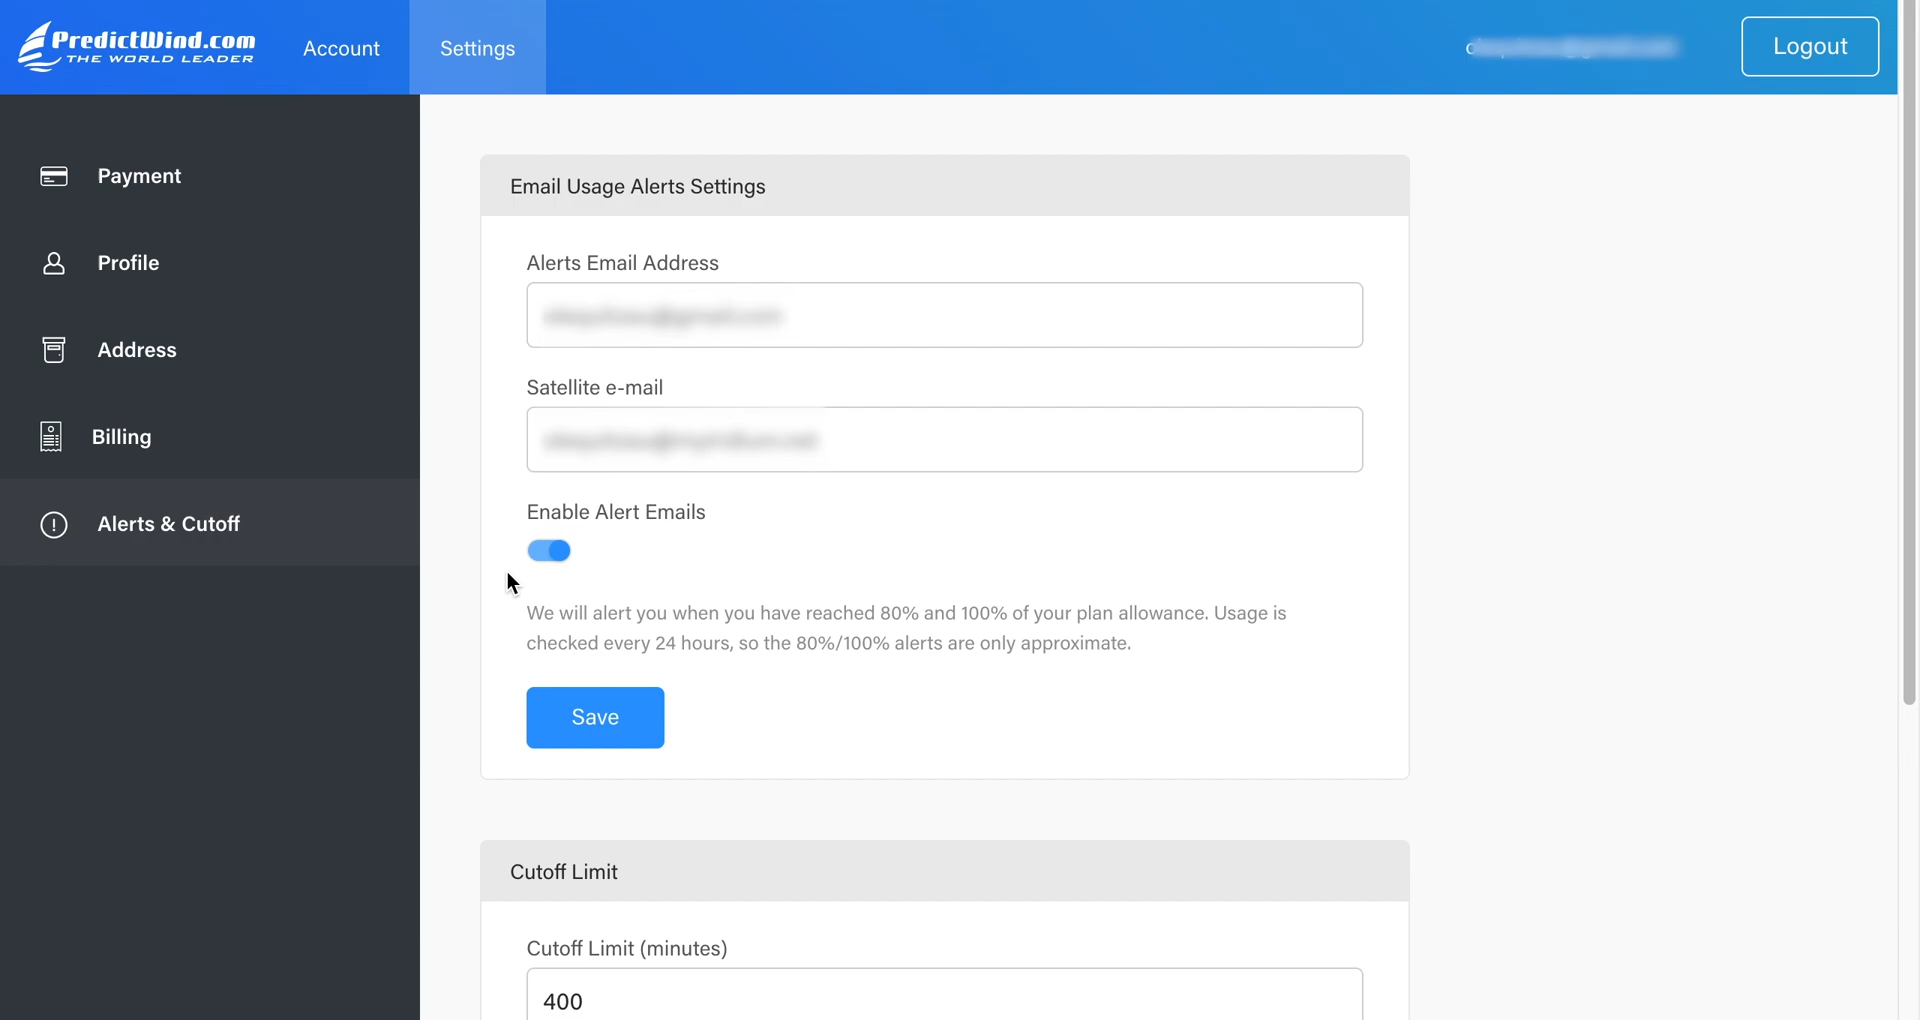 PredictWind.com
THE WORLD LEADER
Account
Settings
Logout
Payment
Profile
Address
Billing
Alerts & Cutoff
Email Usage Alerts Settings
Alerts Email Address
Satellite e-mail
Enable Alert Emails
We will alert you when you have reached 80% and 100% of your plan allowance. Usage is
checked every 24 hours, so the 80%/100% alerts are only approximate.
Save
Cutoff Limit
Cutoff Limit (minutes)
400